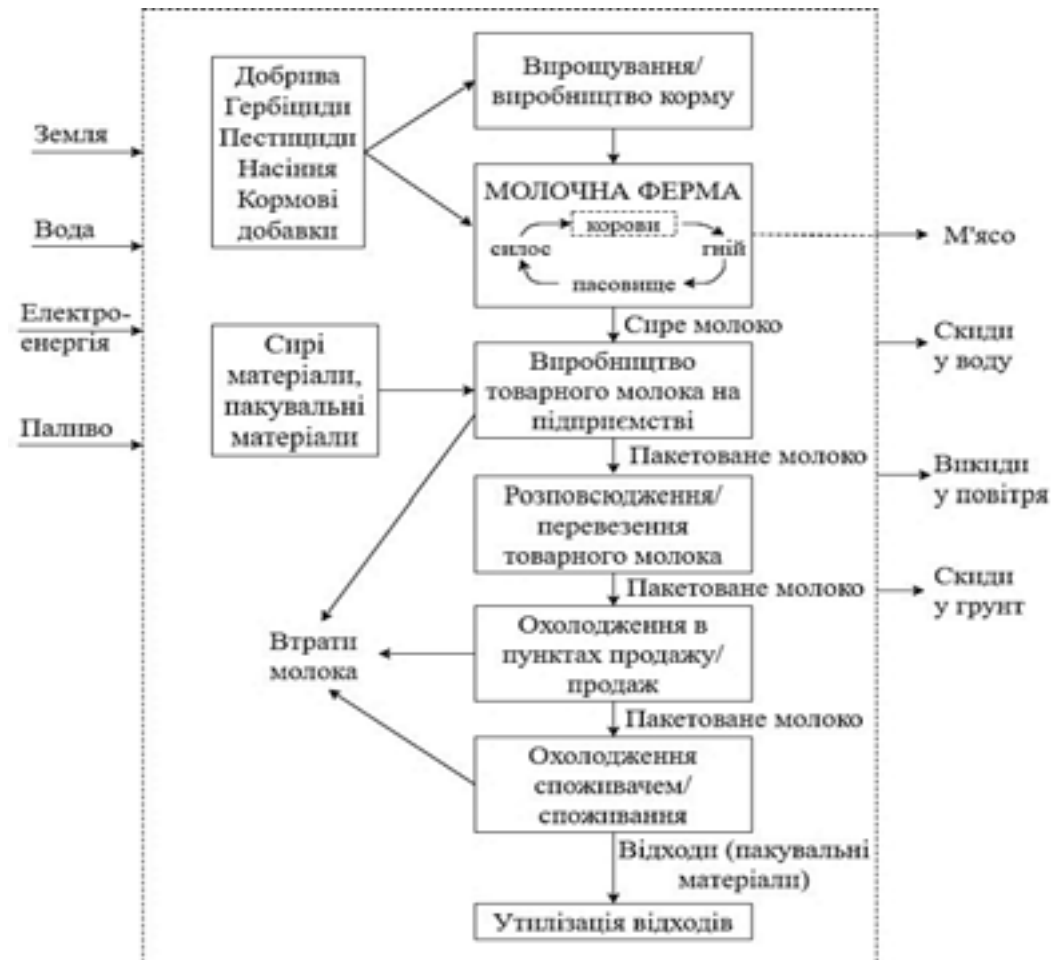 Земля
Вода
Електро-
енергія
Паливо
Добрива
Гербіциди
Пестициди
Насіння
Кормові
добавки
Вирощування/
виробництво корму
МОЛОЧНА ФЕРМА
корови
силос
гній
пасовище
Сире молоко
Сирі
матеріали,
пакувальні
матеріали
Виробництво
товарного молока на
підприємстві
Пакетоване молоко
Розповсюдження/
перевезення
товарного молока
Пакетоване молоко
Втрати
молока
Охолодження в
пунктах продажу/
продаж
Пакетоване молоко
Охолодження
споживачем/
споживання
Відходи (пакувальні
матеріали)
Утилізація відходів
М'ясо
Скиди
у воду
Викиди
у повітря
Скиди
у грунт